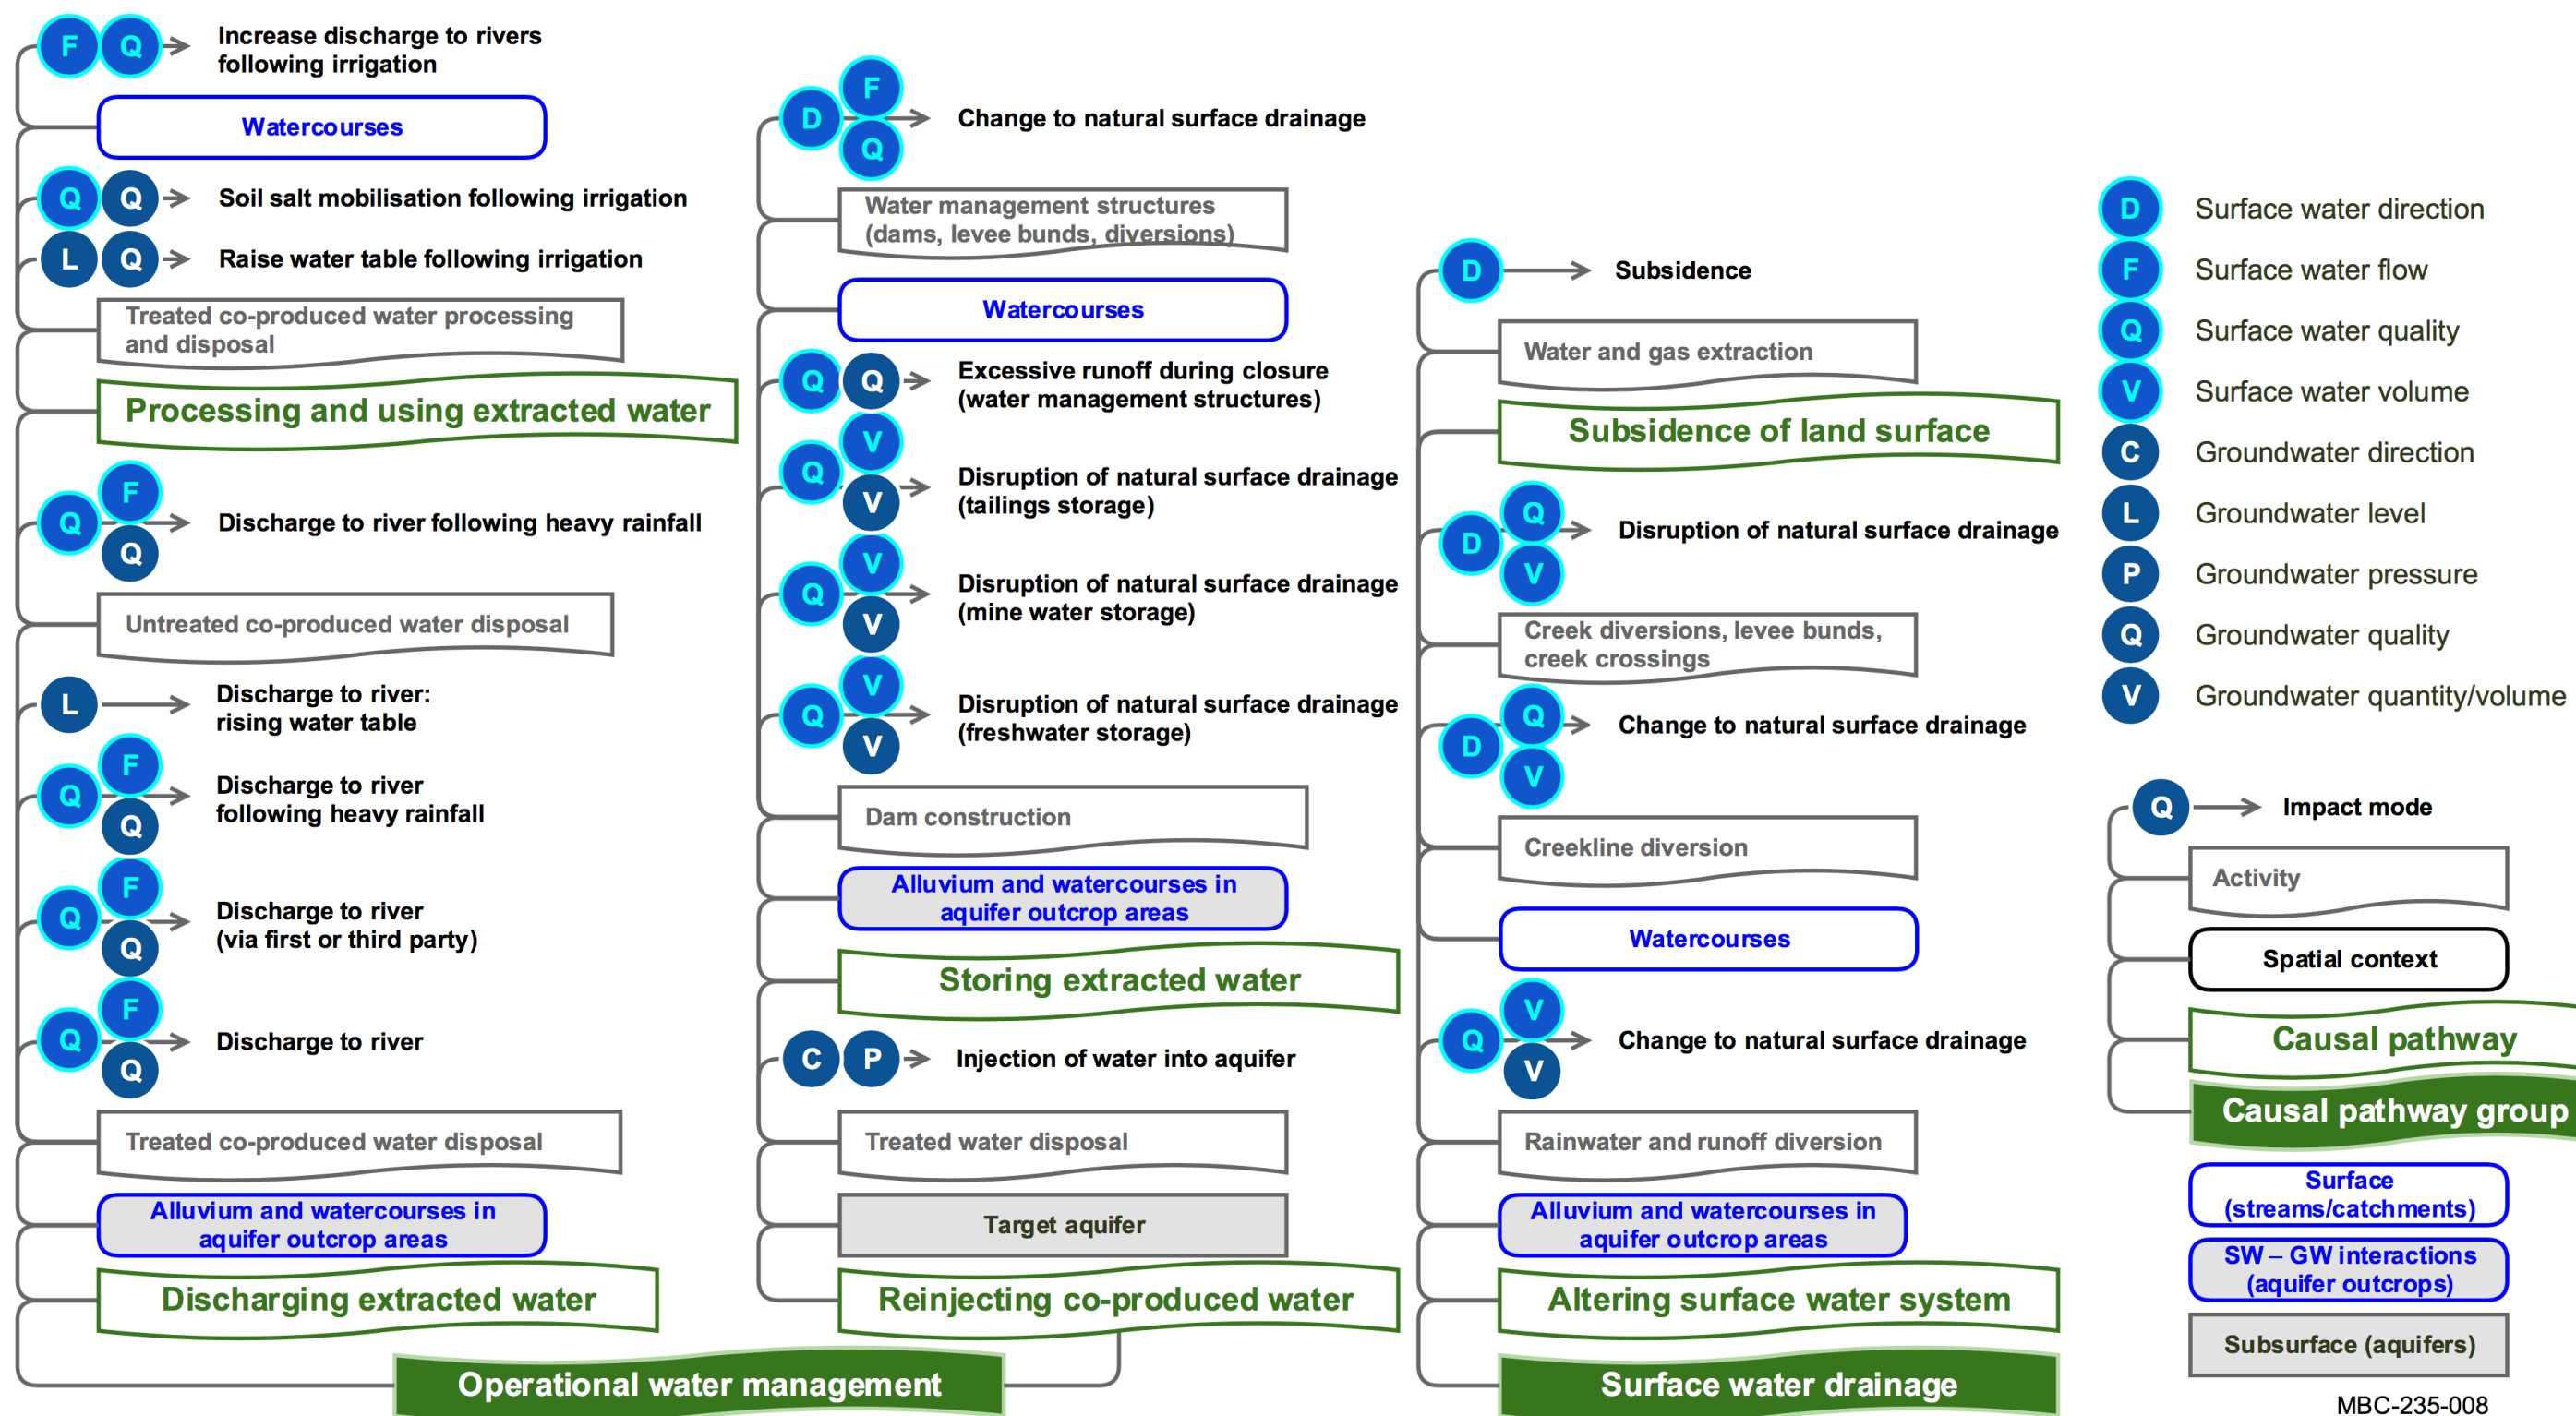 F Q Increase discharge to rivers
following irrigation
Watercourses
Q Q Soil salt mobilisation following irrigation
L Q Raise water table following irrigation
Treated co-produced water processing
and disposal
Processing and using extracted water
F
Q Discharge to river following heavy rainfall
Q
Untreated co-produced water disposal
L Discharge to river:
rising water table
F
Q Discharge to river
following heavy rainfall
Q
F
Q Discharge to river
(via first or third party)
Q
F
Q Discharge to river
Q
Treated co-produced water disposal
Alluvium and watercourses in
aquifer outcrop areas
Discharging extracted water
F
D Change to natural surface drainage
Q
Water management structures
(dams, levee bunds, diversions)
Watercourses
Q Q Excessive runoff during closure
(water management structures)
V
Q Disruption of natural surface drainage
V (tailings storage)
V
Q Disruption of natural surface drainage
V (mine water storage)
V
Q Disruption of natural surface drainage
V (freshwater storage)
Dam construction
Alluvium and watercourses in
aquifer outcrop areas
Storing extracted water
C P Injection of water into aquifer
Treated water disposal
Target aquifer
Reinjecting co-produced water
Operational water management
D Subsidence
Water and gas extraction
Subsidence of land surface
Q
D Disruption of natural surface drainage
V
Creek diversions, levee bunds,
creek crossings
Q
D Change to natural surface drainage
V
Creekline diversion
Watercourses
V
Q Change to natural surface drainage
V
Rainwater and runoff diversion
Alluvium and watercourses in
aquifer outcrop areas
Altering surface water system
Surface water drainage
D Surface water direction
F Surface water flow
Q Surface water quality
V Surface water volume
C Groundwater direction
L Groundwater level
P Groundwater pressure
Q Groundwater quality
V Groundwater quantity/volume
Q Impact mode
Activity
Spatial context
Causal pathway
Causal pathway group
Surface
(streams/catchments)
SW – GW interactions
(aquifer outcrops)
Subsurface (aquifers)
MBC-235-008